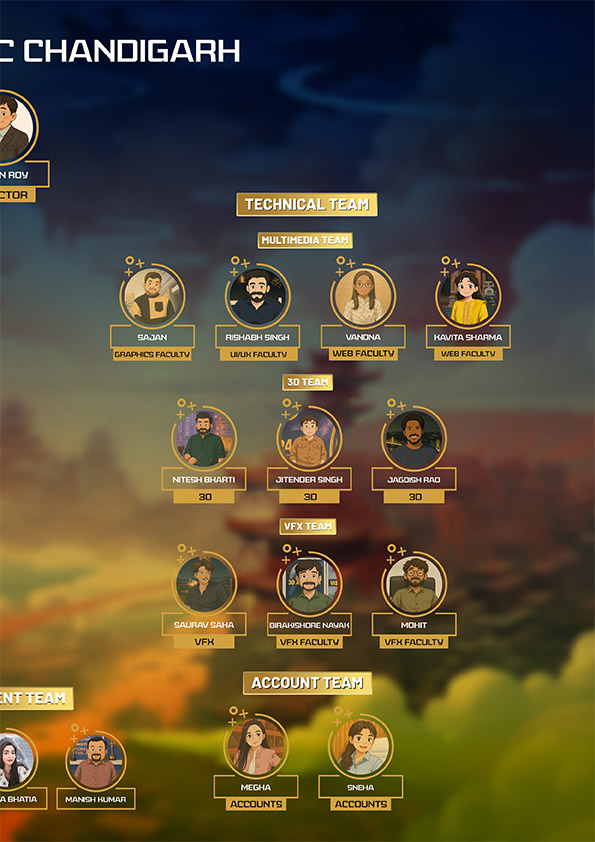 C CHANDIGARH
N ROY
CTOR
TECHNICAL TEAM
MULTIMEDIA TEAM
SAJAN
GRAPHICS FACULTY
RISHABH SINGH
UI/UX FACULTY
VANDNA
WEB FACULTY
KAVITA SHARMA
WEB FACULTY
3D TEAM
NITESH BHARTI
3D
JITENDER SINGH
3D
JAGDISH RAO
3D
VFX TEAM
SAURAV SAHA
VFX
BIRAKISHORE NAYAK
VFX FACULTY
MOHIT
VFX FACULTY
ENT TEAM
A BHATIA
MANISH KUMAR
ACCOUNT TEAM
MEGHA
ACCOUNTS
SNEHA
ACCOUNTS